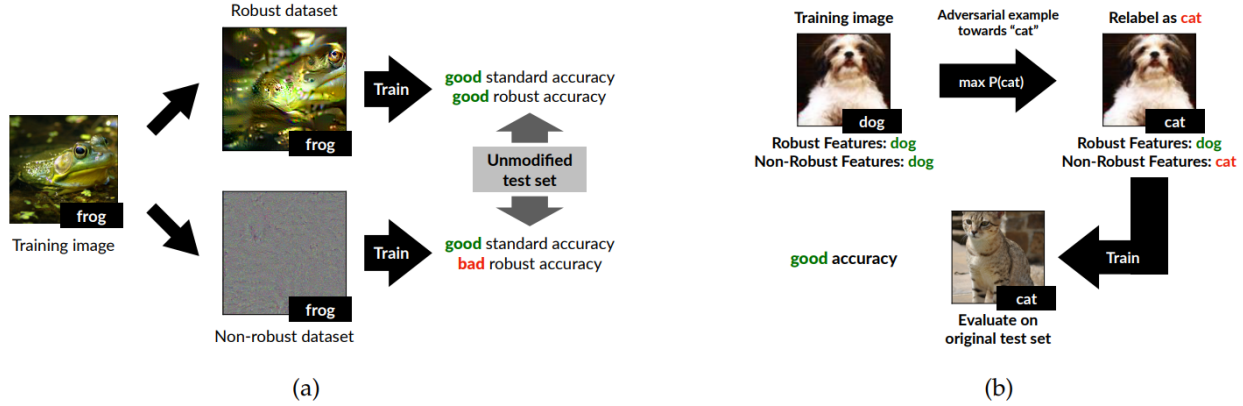 Robust dataset
frog
Train
good standard accuracy
good robust accuracy
Unmodified
test set
frog
Training image
good standard accuracy
bad robust accuracy
Train
frog
Non-robust dataset
(a)
Training image
dog
Robust Features: dog
Non-Robust Features: dog
Adversarial example
towards “cat”
max P(cat)
Relabel as cat
cat
Robust Features: dog
Non-Robust Features: cat
Train
good accuracy
cat
Evaluate on
original test set
(b)